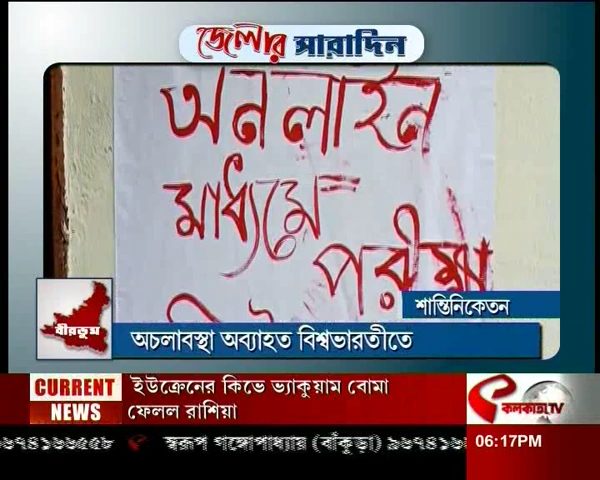 জেলার সারাদিন
অনলাইন
মাধ্যমে
পরীক্ষা
শান্তিনিকেতন
বীরভূম
অচলাবস্থা অব্যাহত বিশ্বভারতীতে
CURRENT NEWS
ইউক্রেনের কিভে ভ্যাকুয়াম বোমা
ফেলল রাশিয়া
কলকাতাTV
৯৬৭৪১৬৬৫৫৮ স্বরূপ গঙ্গোপাধ্যায় (বাঁকুড়া)
06:17PM